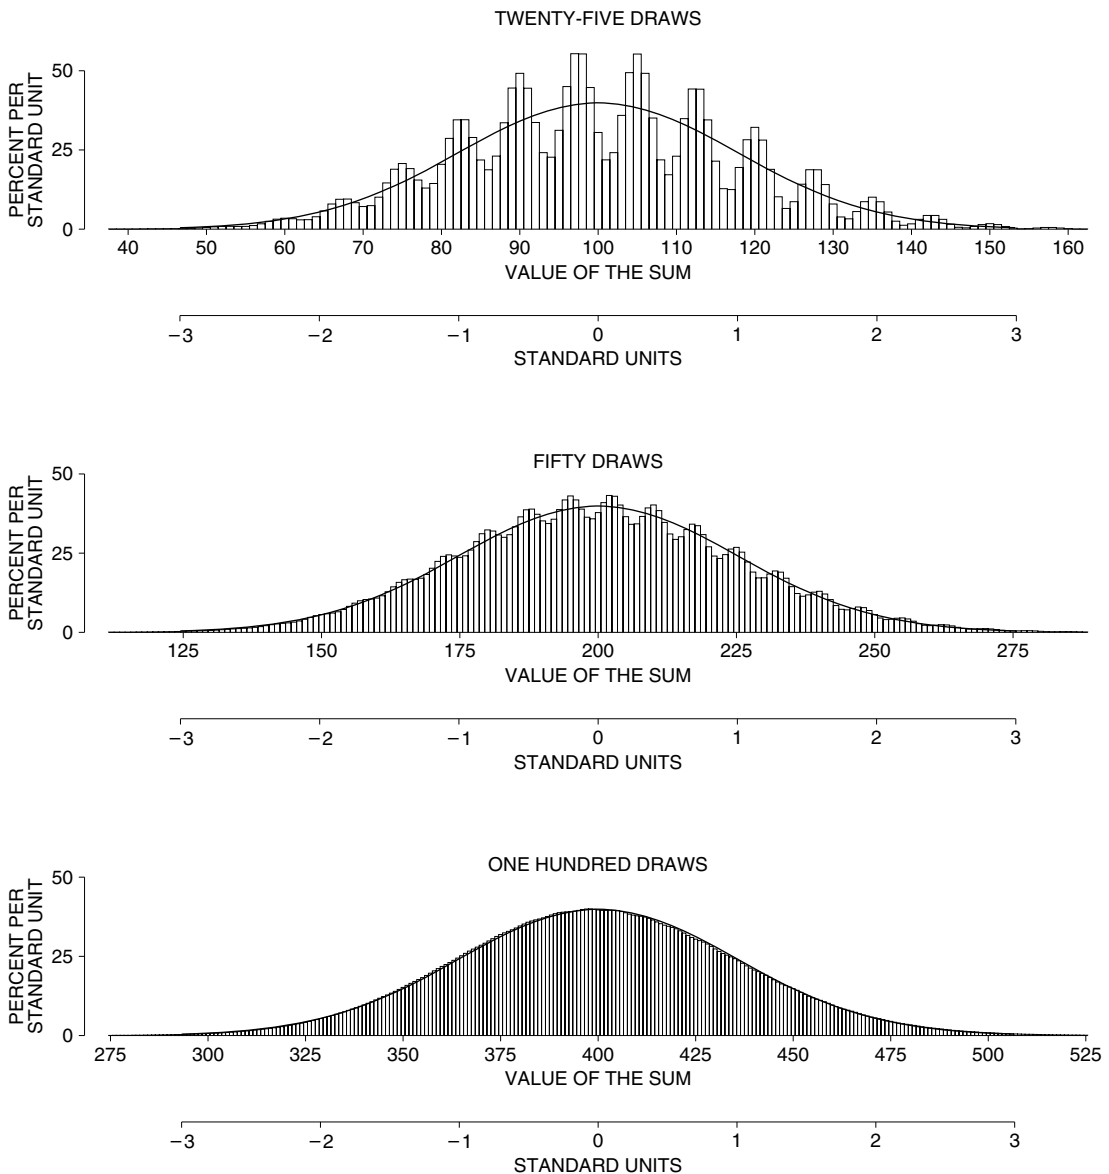 TWENTY-FIVE DRAWS
PERCENT PER
STANDARD UNIT
50
25
0
40 50 60 70 80 90 100 110 120 130 140 150 160
VALUE OF THE SUM
−3 −2 −1 0 1 2 3
STANDARD UNITS
FIFTY DRAWS
PERCENT PER
STANDARD UNIT
50
25
0
125 150 175 200 225 250 275
VALUE OF THE SUM
−3 −2 −1 0 1 2 3
STANDARD UNITS
ONE HUNDRED DRAWS
PERCENT PER
STANDARD UNIT
50
25
0
275 300 325 350 375 400 425 450 475 500 525
VALUE OF THE SUM
−3 −2 −1 0 1 2 3
STANDARD UNITS